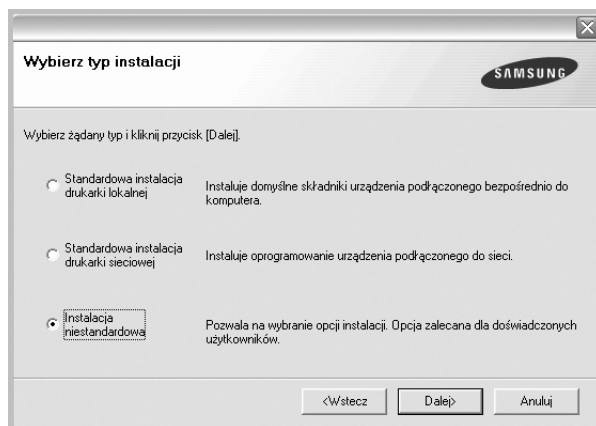 Wybierz typ instalacji
SAMSUNG
Wybierz żądany typ i kliknij przycisk [Dalej].
Standardowa instalacja
drukarki lokalnej
Instaluje domyślne składniki urządzenia podłączonego bezpośrednio do
komputera.
Standardowa instalacja
drukarki sieciowej
Instaluje oprogramowanie urządzenia podłączonego do sieci.
Instalacja
niestandardowa
Pozwala na wybranie opcji instalacji. Opcja zalecana dla doświadczonych
użytkowników.
<Wstecz
Dalej>
Anuluj